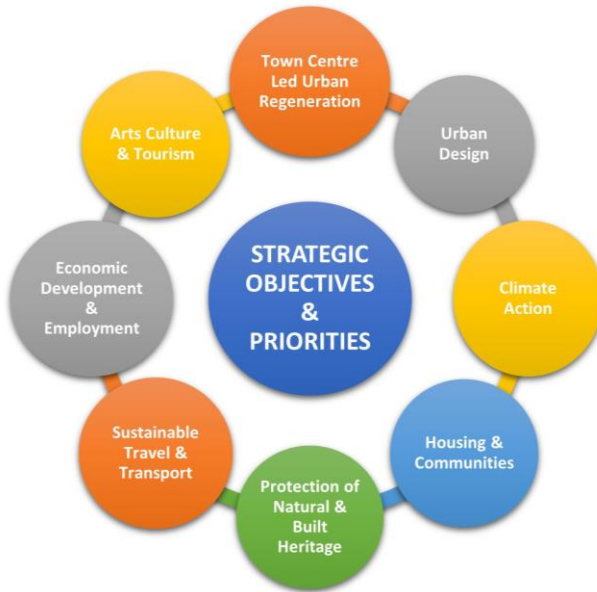 Town Centre
Led Urban
Regeneration
Urban
Design
Climate
Action
Housing &
Communities
Protection of
Natural &
Built
Heritage
Sustainable
Travel &
Transport
Economic
Development
&
Employment
Arts Culture
& Tourism
STRATEGIC
OBJECTIVES
&
PRIORITIES